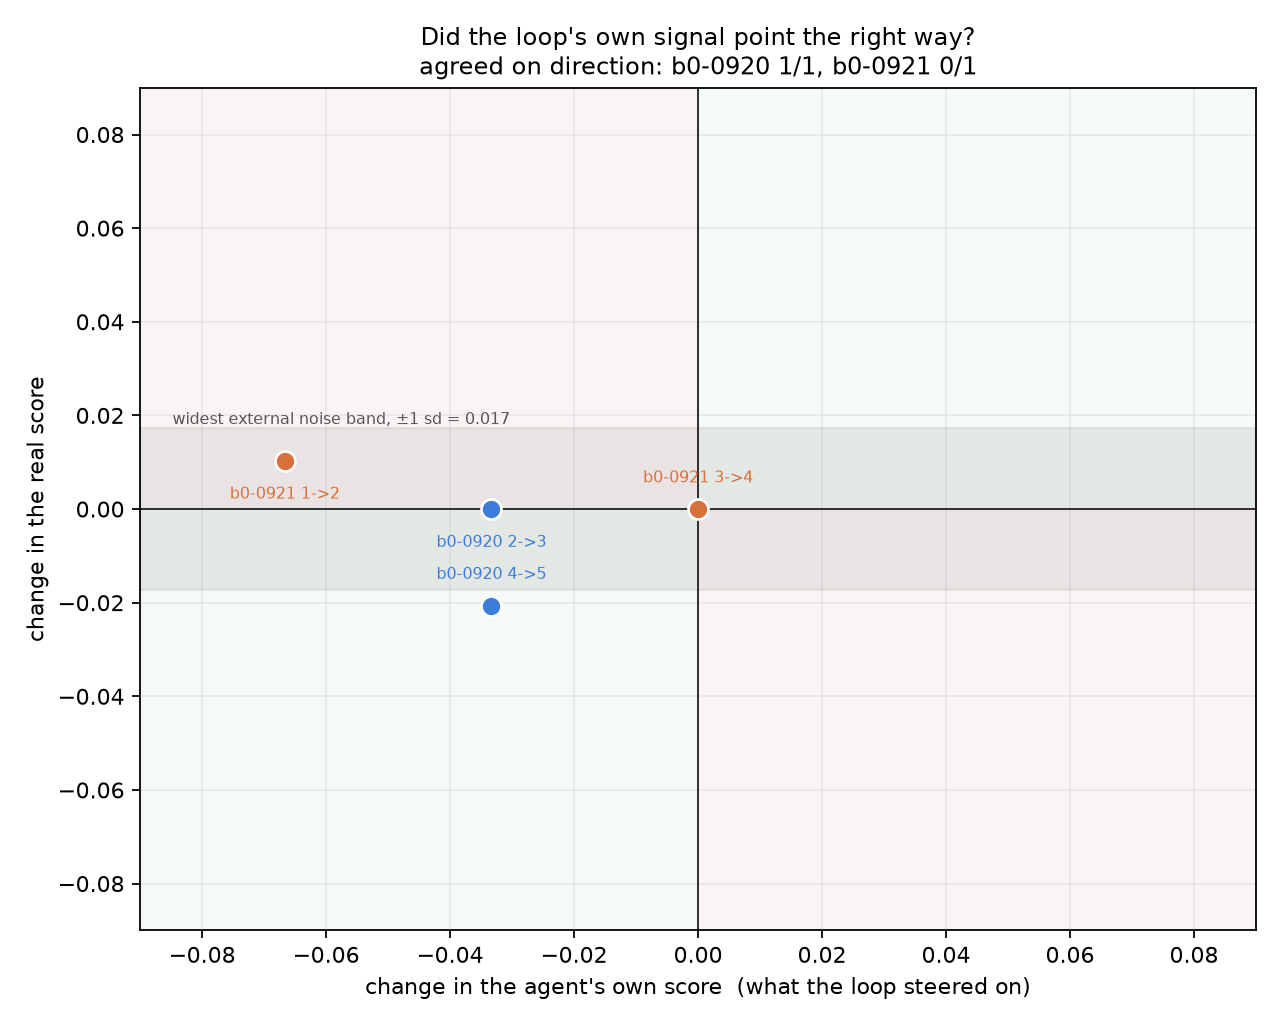 Did the loop's own signal point the right way?
agreed on direction: b0-0920 1/1, b0-0921 0/1
change in the real score
0.08
0.06
0.04
0.02
0.00
−0.02
−0.04
−0.06
−0.08
widest external noise band, ±1 sd = 0.017
b0-0921 3->4
b0-0921 1->2
b0-0920 2->3
b0-0920 4->5
−0.08 −0.06 −0.04 −0.02 0.00 0.02 0.04 0.06 0.08
change in the agent's own score (what the loop steered on)